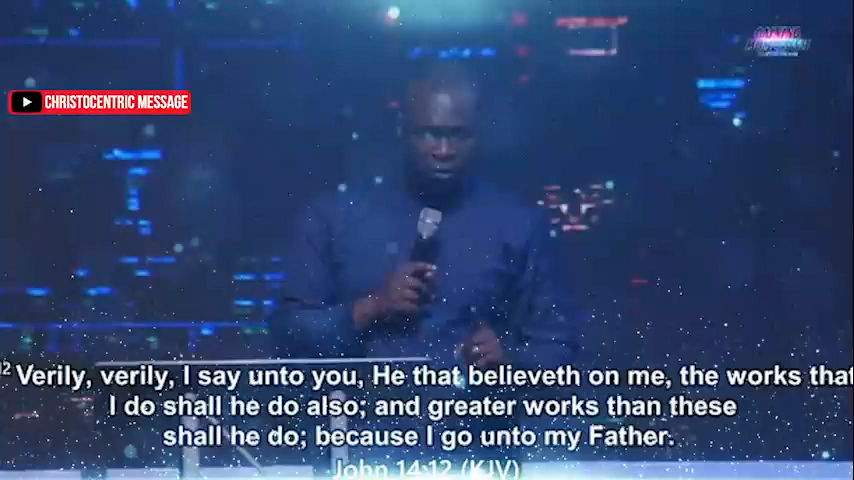 CHRISTOCENTRIC MESSAGE
12 Verily, verily, I say unto you, He that believeth on me, the works that
I do shall he do also; and greater works than these
shall he do; because I go unto my Father.
John 14:12 (KJV)